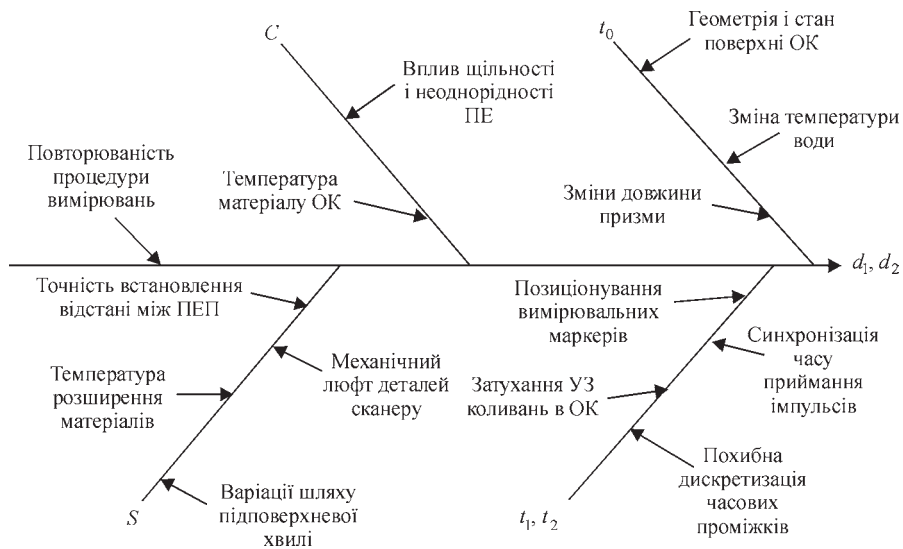 C
Вплив щільності
і неоднорідності
ПЕ
Температура
матеріалу ОК
t₀
Геометрія і стан
поверхні ОК
Зміна температури
води
Зміни довжини
призми
Повторюваність
процедури
вимірювань
d₁, d₂
Точність встановлення
відстані між ПЕП
Механічний
люфт деталей
сканеру
Температура
розширення
матеріалів
Варіації шляху
підповерхневої
хвилі
S
Позиціонування
вимірювальних
маркерів
Синхронізація
часу
приймання
імпульсів
Затухання УЗ
коливань в ОК
Похибна
дискретизація
часових
проміжків
t₁, t₂